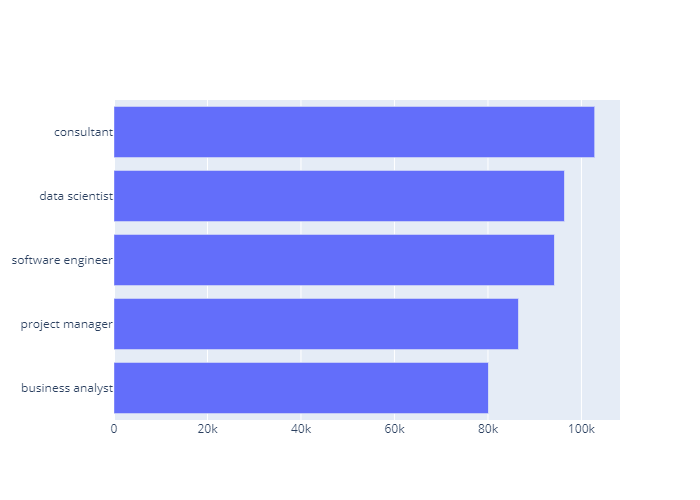 consultant
data scientist
software engineer
project manager
business analyst
0 20k 40k 60k 80k 100k